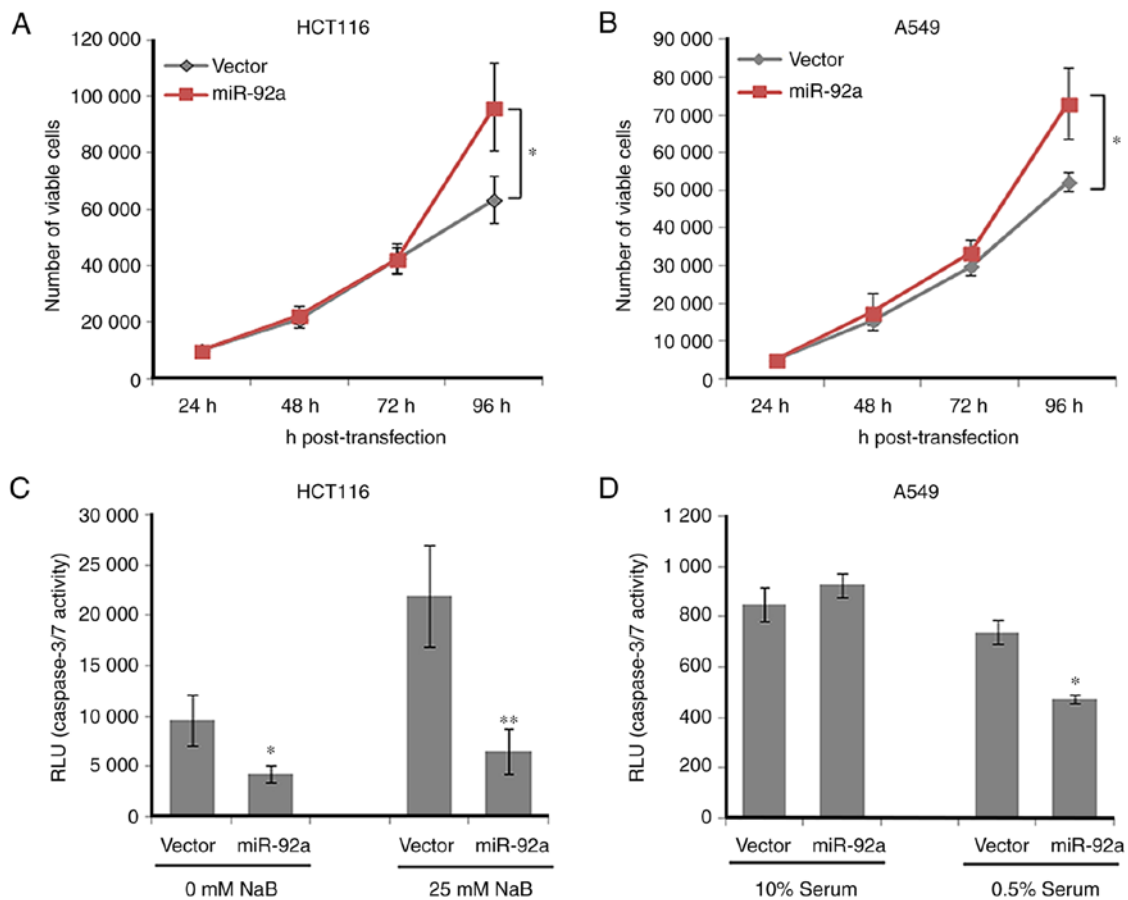 A
HCT116
Number of viable cells
120 000
100 000
80 000
60 000
40 000
20 000
0
Vector
miR-92a
*
24 h 48 h 72 h 96 h
h post-transfection
B
A549
Number of viable cells
90 000
80 000
70 000
60 000
50 000
40 000
30 000
20 000
10 000
0
Vector
miR-92a
*
24 h 48 h 72 h 96 h
h post-transfection
C
HCT116
RLU (caspase-3/7 activity)
30 000
25 000
20 000
15 000
10 000
5 000
0
*
**
Vector miR-92a Vector miR-92a
0 mM NaB 25 mM NaB
D
A549
RLU (caspase-3/7 activity)
1 200
1 000
800
600
400
200
0
*
Vector miR-92a Vector miR-92a
10% Serum 0.5% Serum